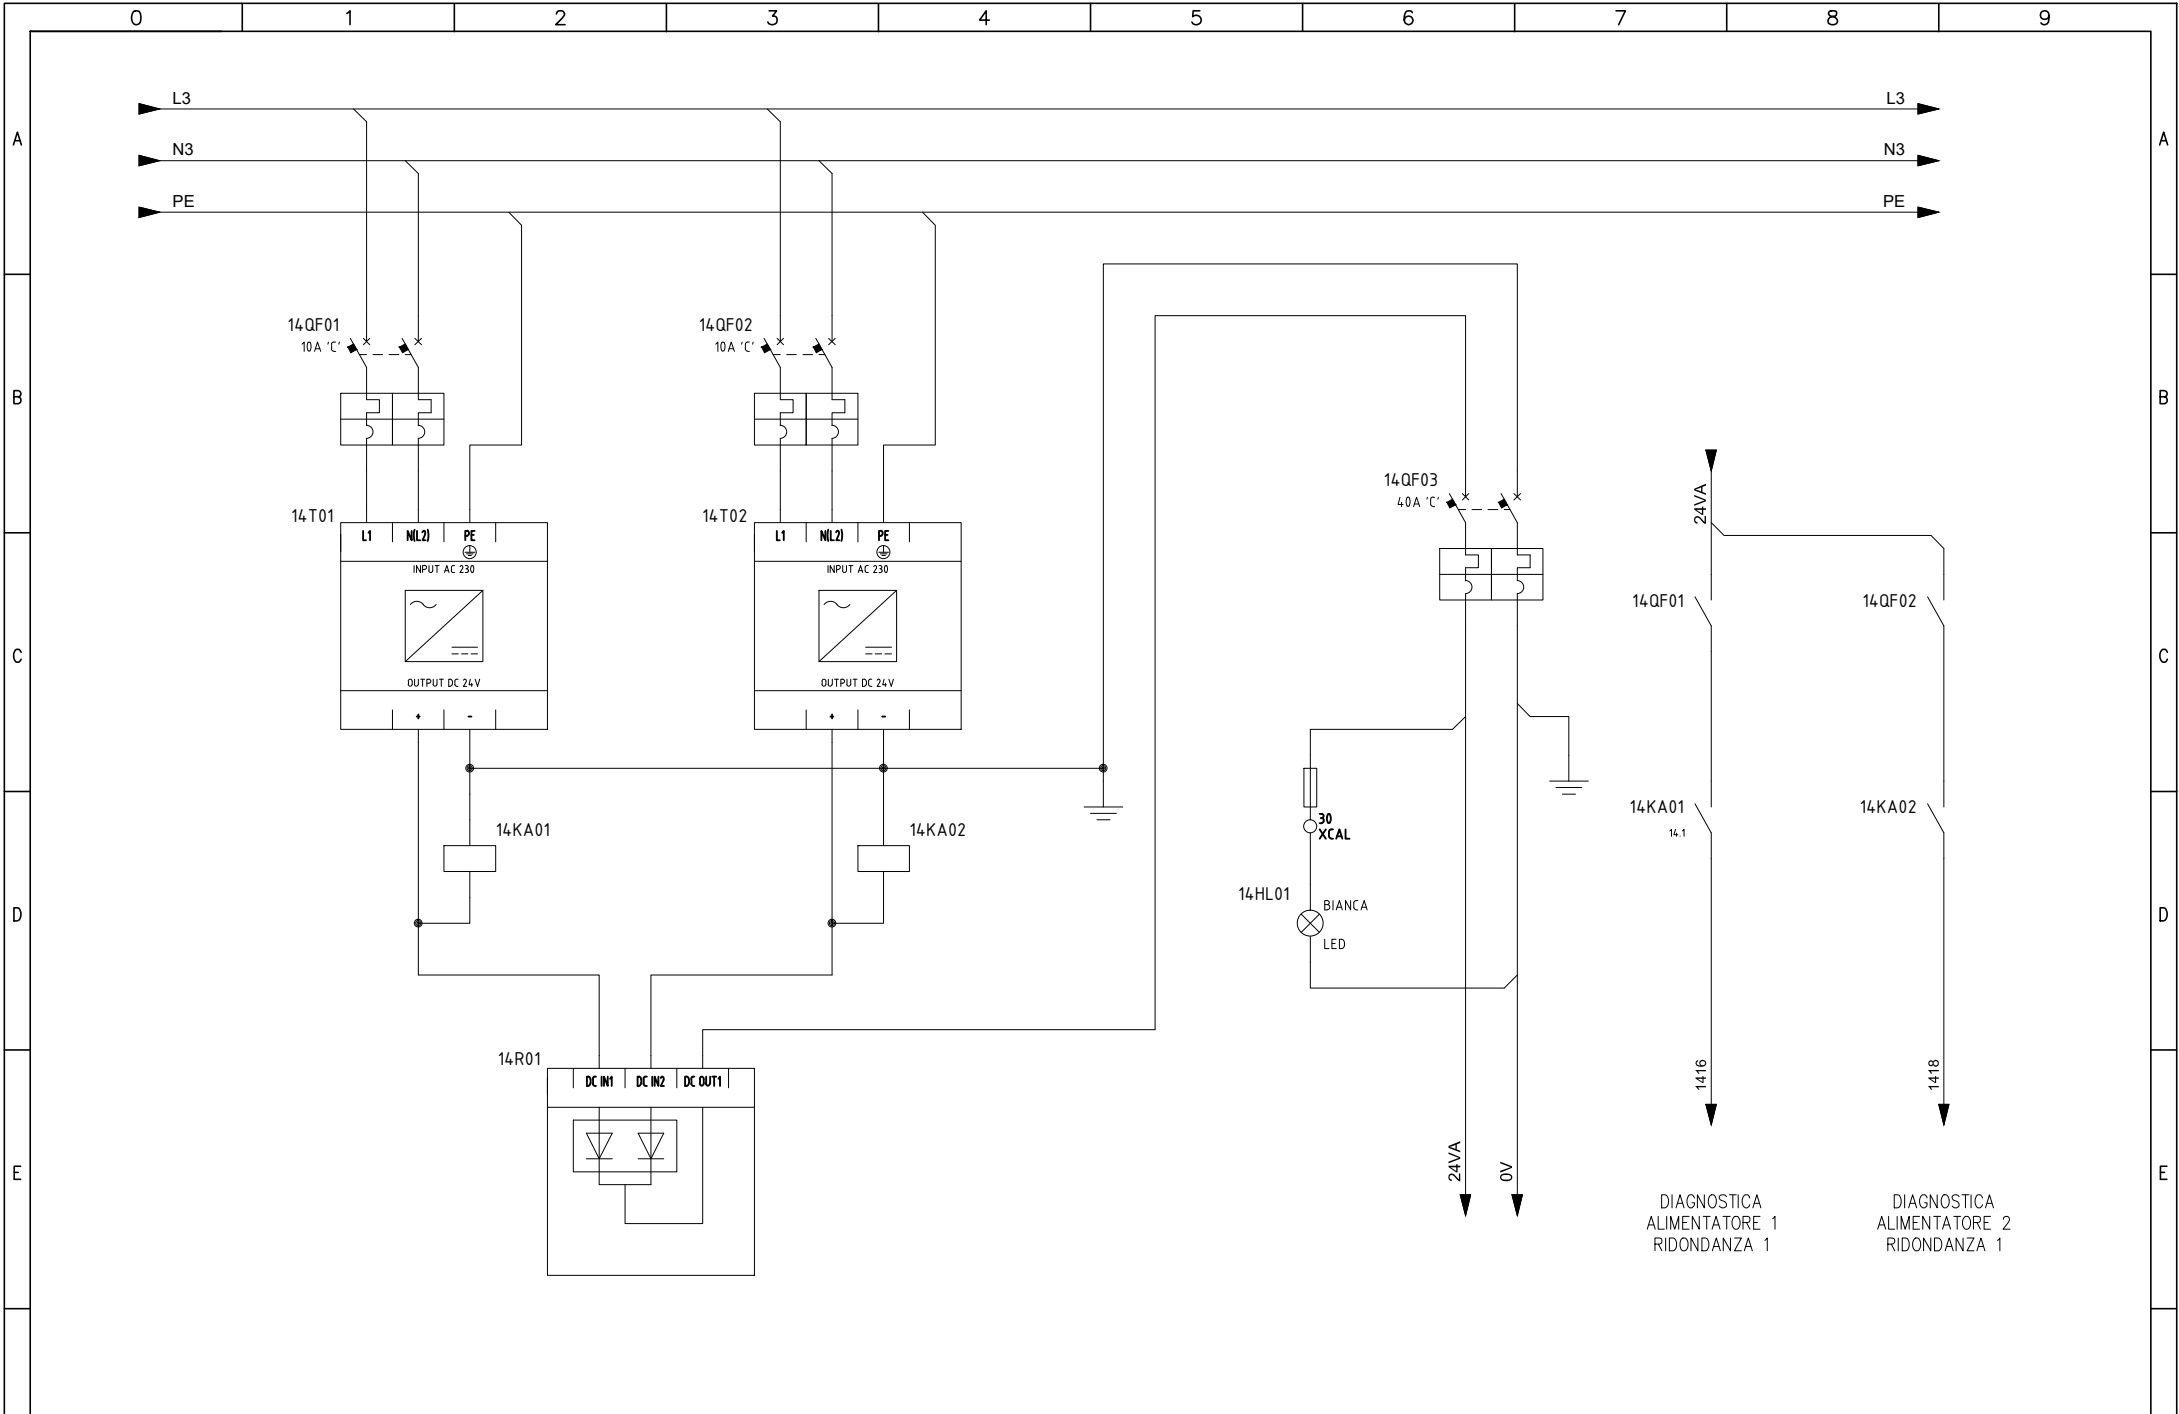 0 1 2 3 4 5 6 7 8 9
L3 L3
A A
N3 N3
PE PE
14QF01
10A 'C'
14QF02
10A 'C'
B B
14QF03
40A 'C'
24VA
14T01
L1 N(L2) PE
INPUT AC 230
OUTPUT DC 24V
+ -
14T02
L1 N(L2) PE
INPUT AC 230
OUTPUT DC 24V
+ -
14QF01
14QF02
C C
14KA01
14KA02
30
XCAL
14KA01
14.1
14KA02
14HL01
BIANCA
LED
D D
14R01
DC IN1 DC IN2 DC OUT1
1416
1418
24VA
0V
E E
DIAGNOSTICA
ALIMENTATORE 1
RIDONDANZA 1
DIAGNOSTICA
ALIMENTATORE 2
RIDONDANZA 1